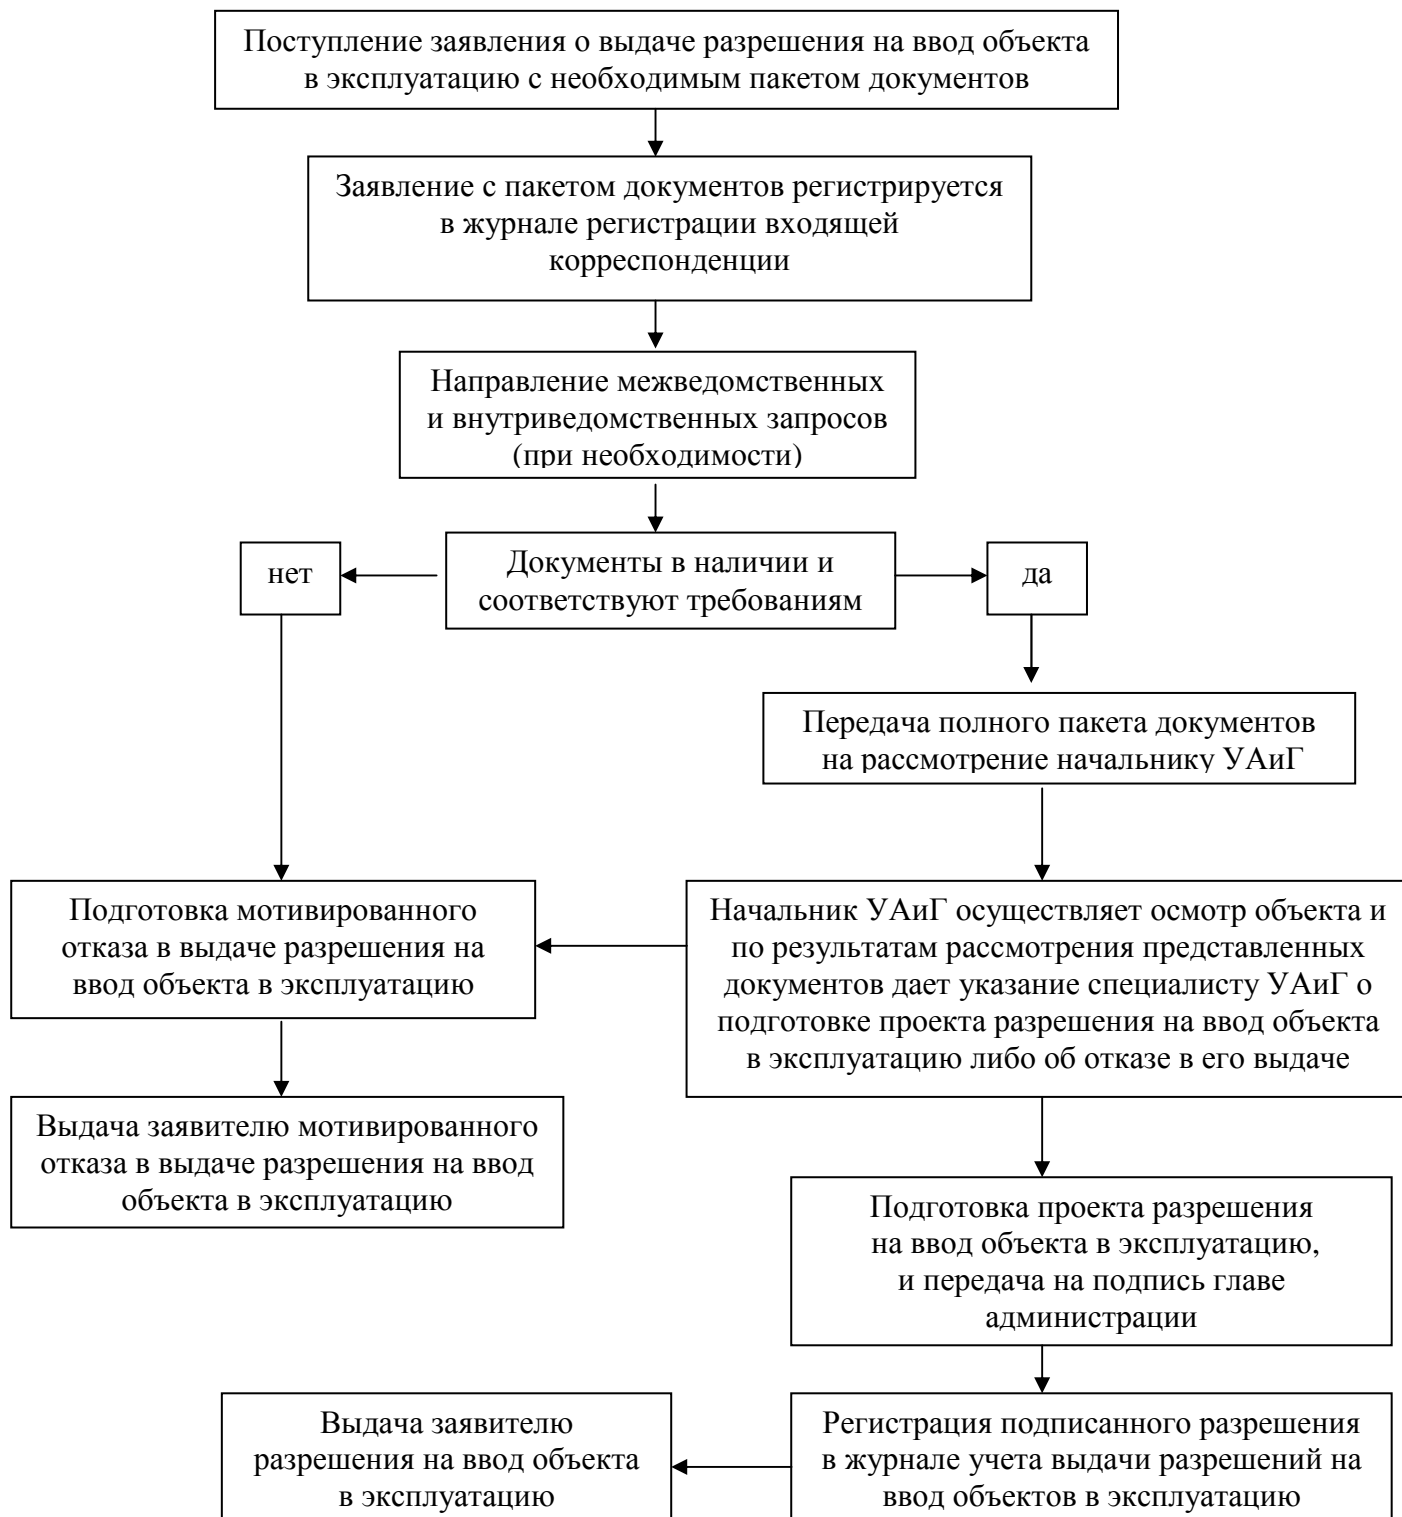 Поступление заявления о выдаче разрешения на ввод объекта
в эксплуатацию с необходимым пакетом документов
Заявление с пакетом документов регистрируется
в журнале регистрации входящей
корреспонденции
Направление межведомственных
и внутриведомственных запросов
(при необходимости)
нет
Документы в наличии и
соответствуют требованиям
да
Передача полного пакета документов
на рассмотрение начальнику УАиГ
Подготовка мотивированного
отказа в выдаче разрешения на
ввод объекта в эксплуатацию
Начальник УАиГ осуществляет осмотр объекта и
по результатам рассмотрения представленных
документов дает указание специалисту УАиГ о
подготовке проекта разрешения на ввод объекта
в эксплуатацию либо об отказе в его выдаче
Выдача заявителю мотивированного
отказа в выдаче разрешения на ввод
объекта в эксплуатацию
Подготовка проекта разрешения
на ввод объекта в эксплуатацию,
и передача на подпись главе
администрации
Выдача заявителю
разрешения на ввод объекта
в эксплуатацию
Регистрация подписанного разрешения
в журнале учета выдачи разрешений на
ввод объектов в эксплуатацию